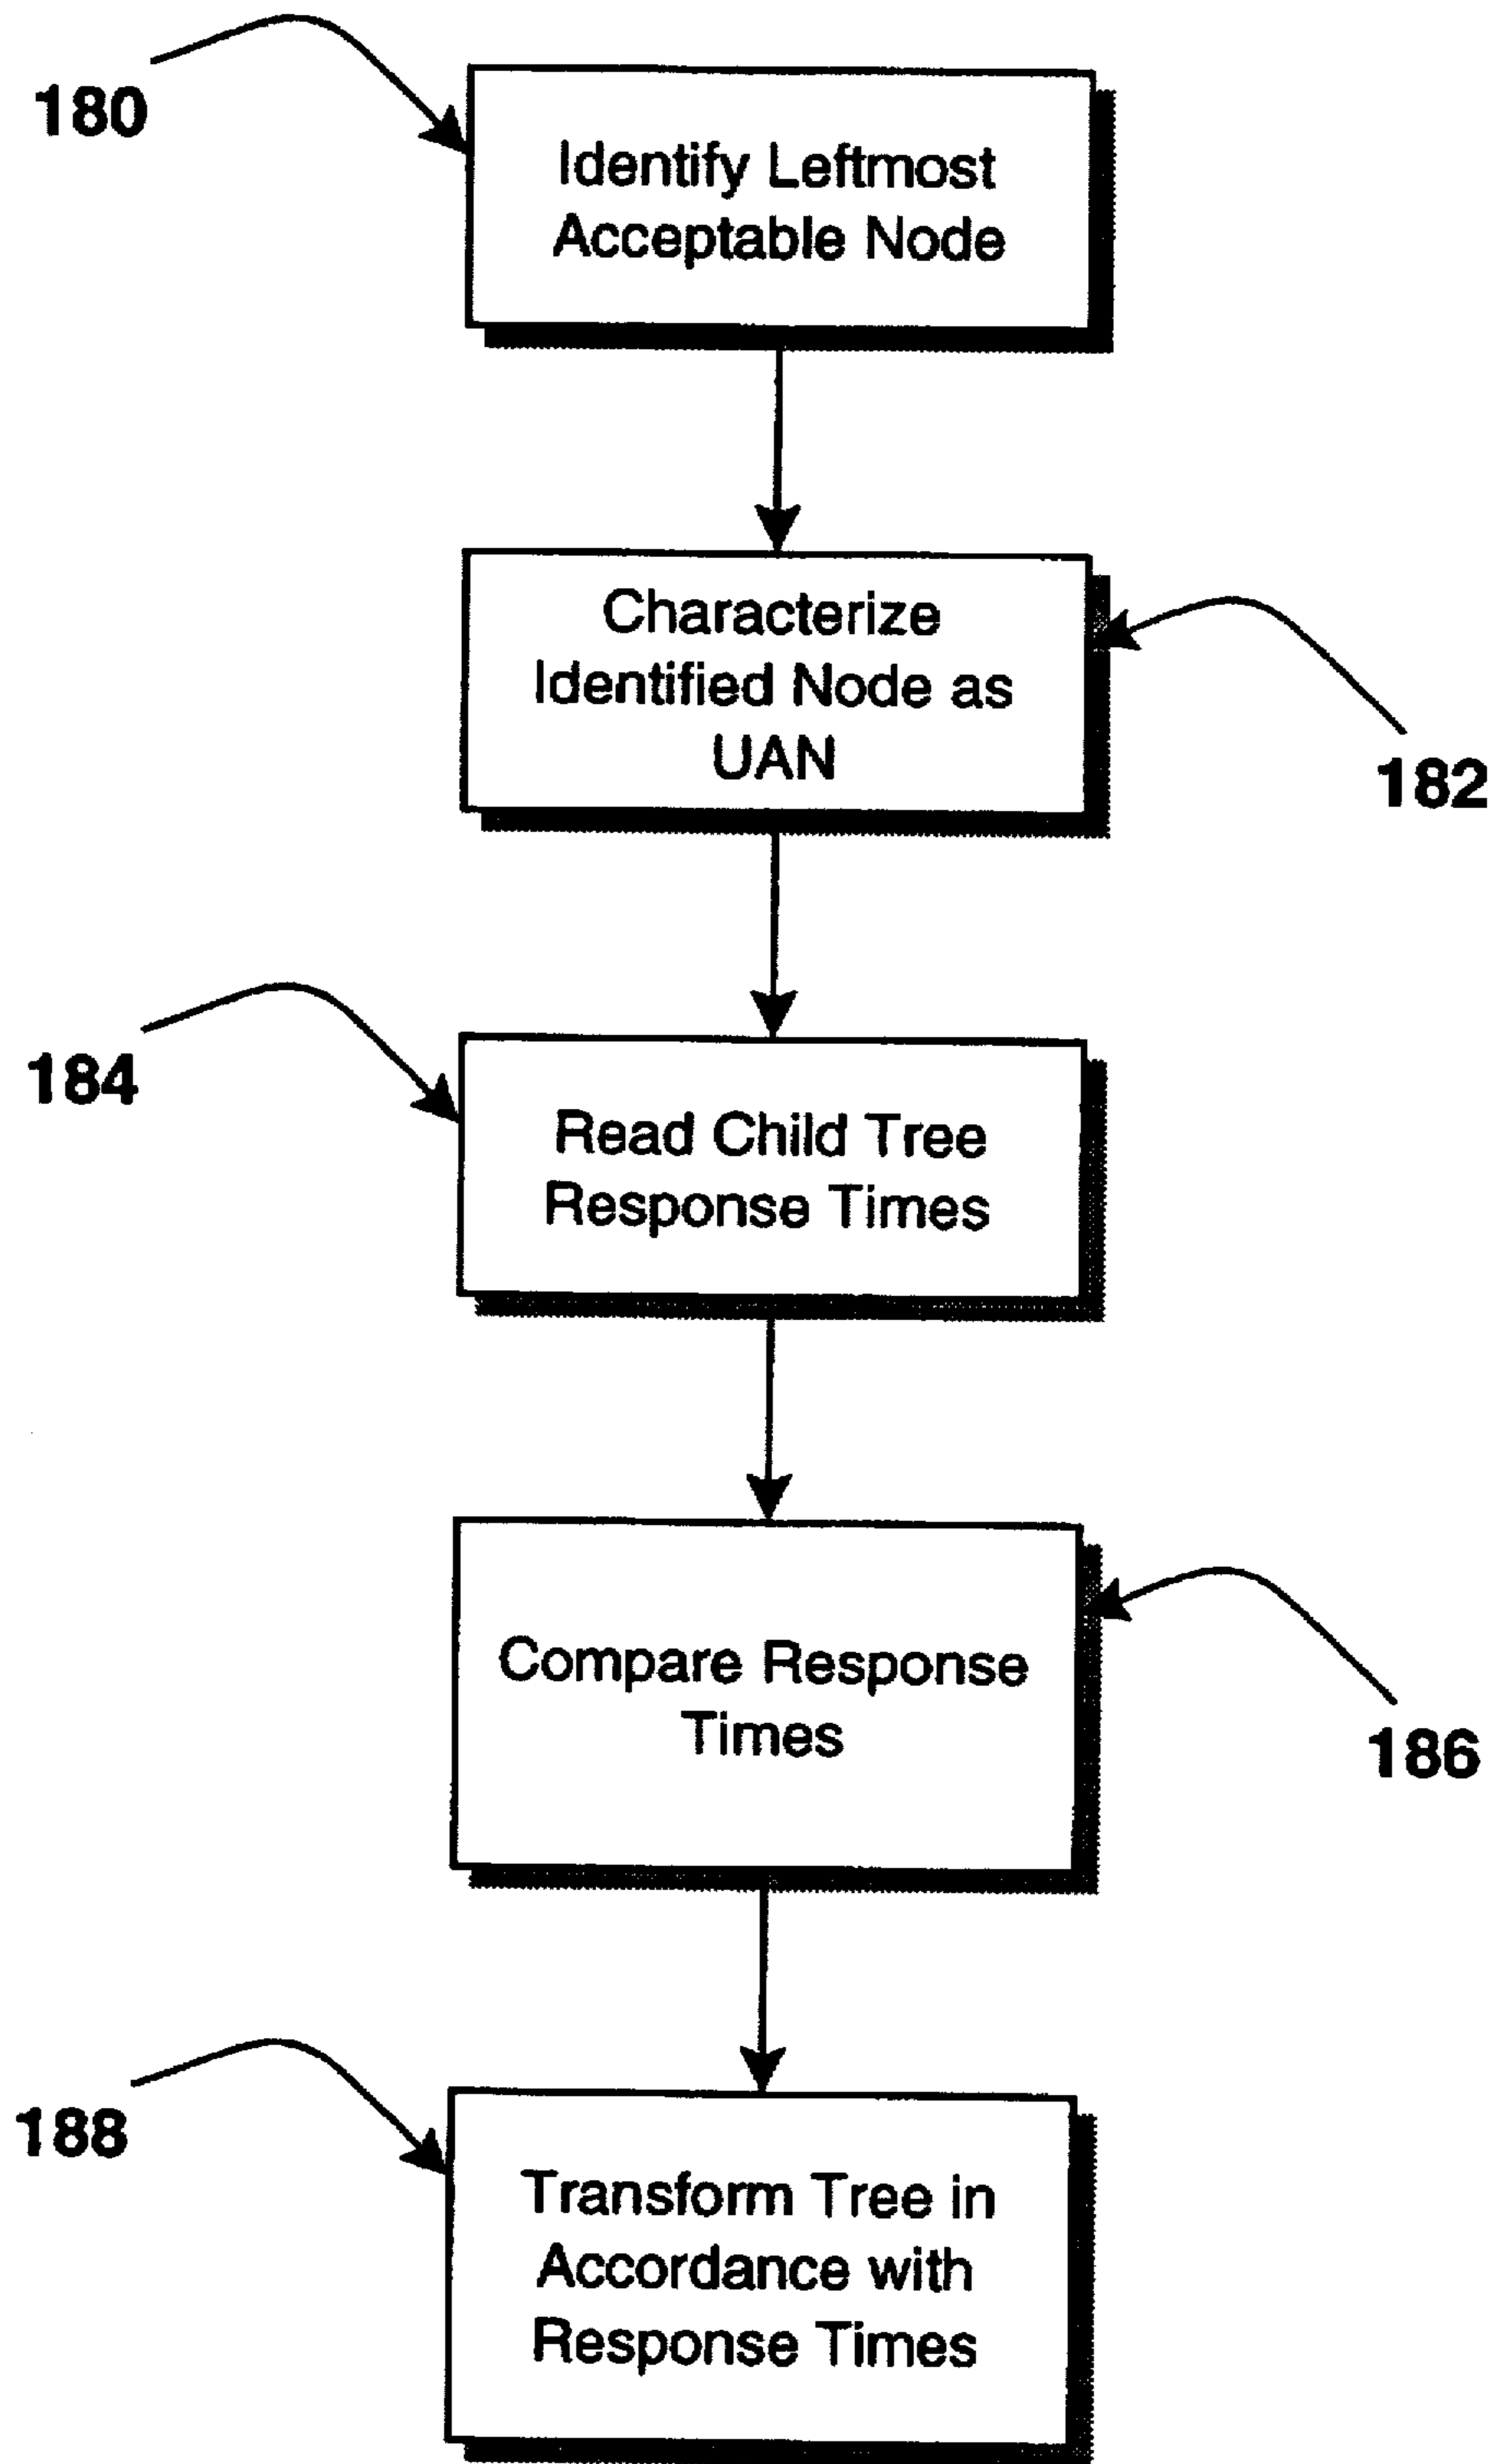 180
Identify Leftmost
Acceptable Node
Characterize
Identified Node as
UAN
182
184
Read Child Tree
Response Times
Compare Response
Times
186
188
Transform Tree in
Accordance with
Response Times